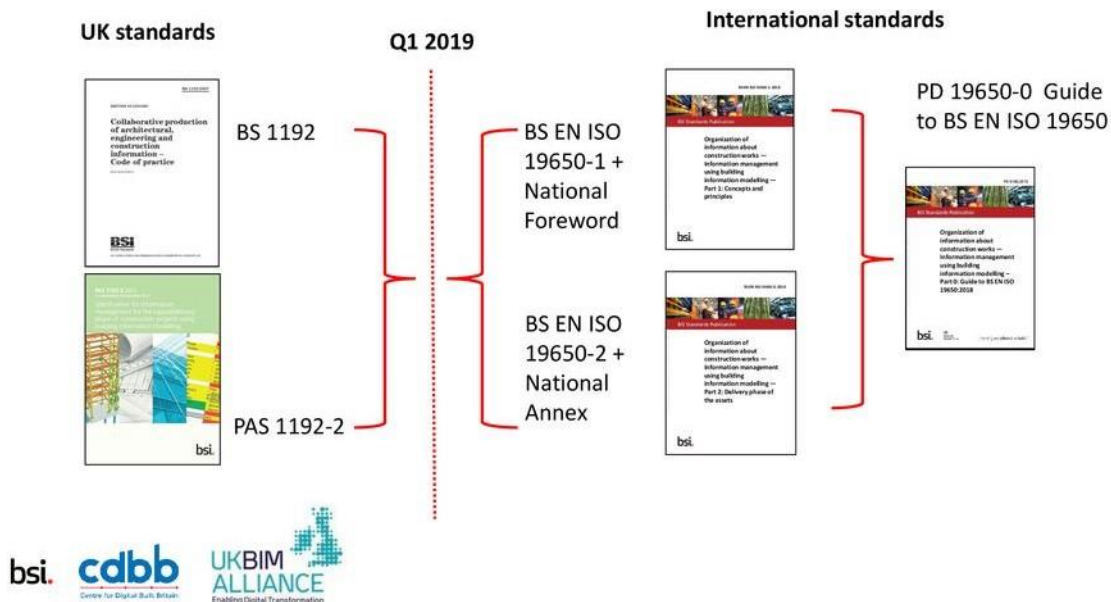 UK standards
Q1 2019
International standards
BS 1192:2007
BRITISH STANDARD
Collaborative production
of architectural,
engineering and
construction
information –
Code of practice
BSI
BS 1192
PAS 1192-2
bsi.
BS EN ISO
19650-1 +
National
Foreword
BS EN ISO
19650-2 +
National
Annex
BSI Standards Publication
Organization of
information about
construction works —
Information management
using building
information modelling —
Part 1: Concepts and
principles
bsi.
BSI Standards Publication
Organization of
information about
construction works —
Information management
using building
information modelling —
Part 2: Delivery phase of
the assets
bsi.
PD 19650-0 Guide
to BS EN ISO 19650
BSI Standards Publication
Organization of
information about
construction works —
Information management
using building
information modelling –
Part 0: Guide to BS EN ISO
19650:2018
bsi.
bsi.
cdbb
Centre for Digital Built Britain
UKBIM
ALLIANCE
Enabling Digital Transformation